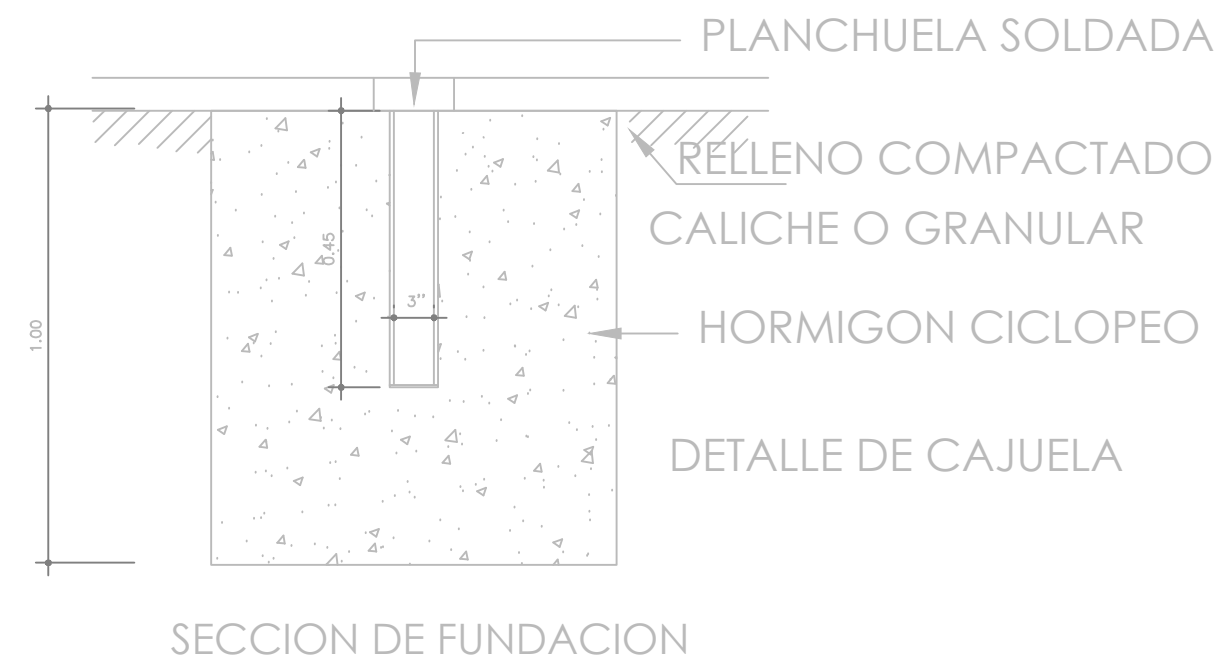 PLANCHUELA SOLDADA
RELLENO COMPACTADO
CALICHE O GRANULAR
0.45
3"
1.00
HORMIGON CICLOPEO
DETALLE DE CAJUELA
SECCION DE FUNDACION